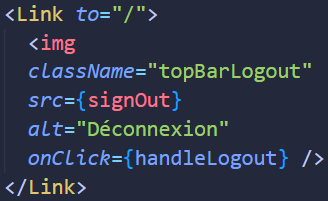 <Link to="/">
<img
className="topBarLogout"
src={signOut}
alt="Déconnexion"
onClick={handleLogout} />
</Link>